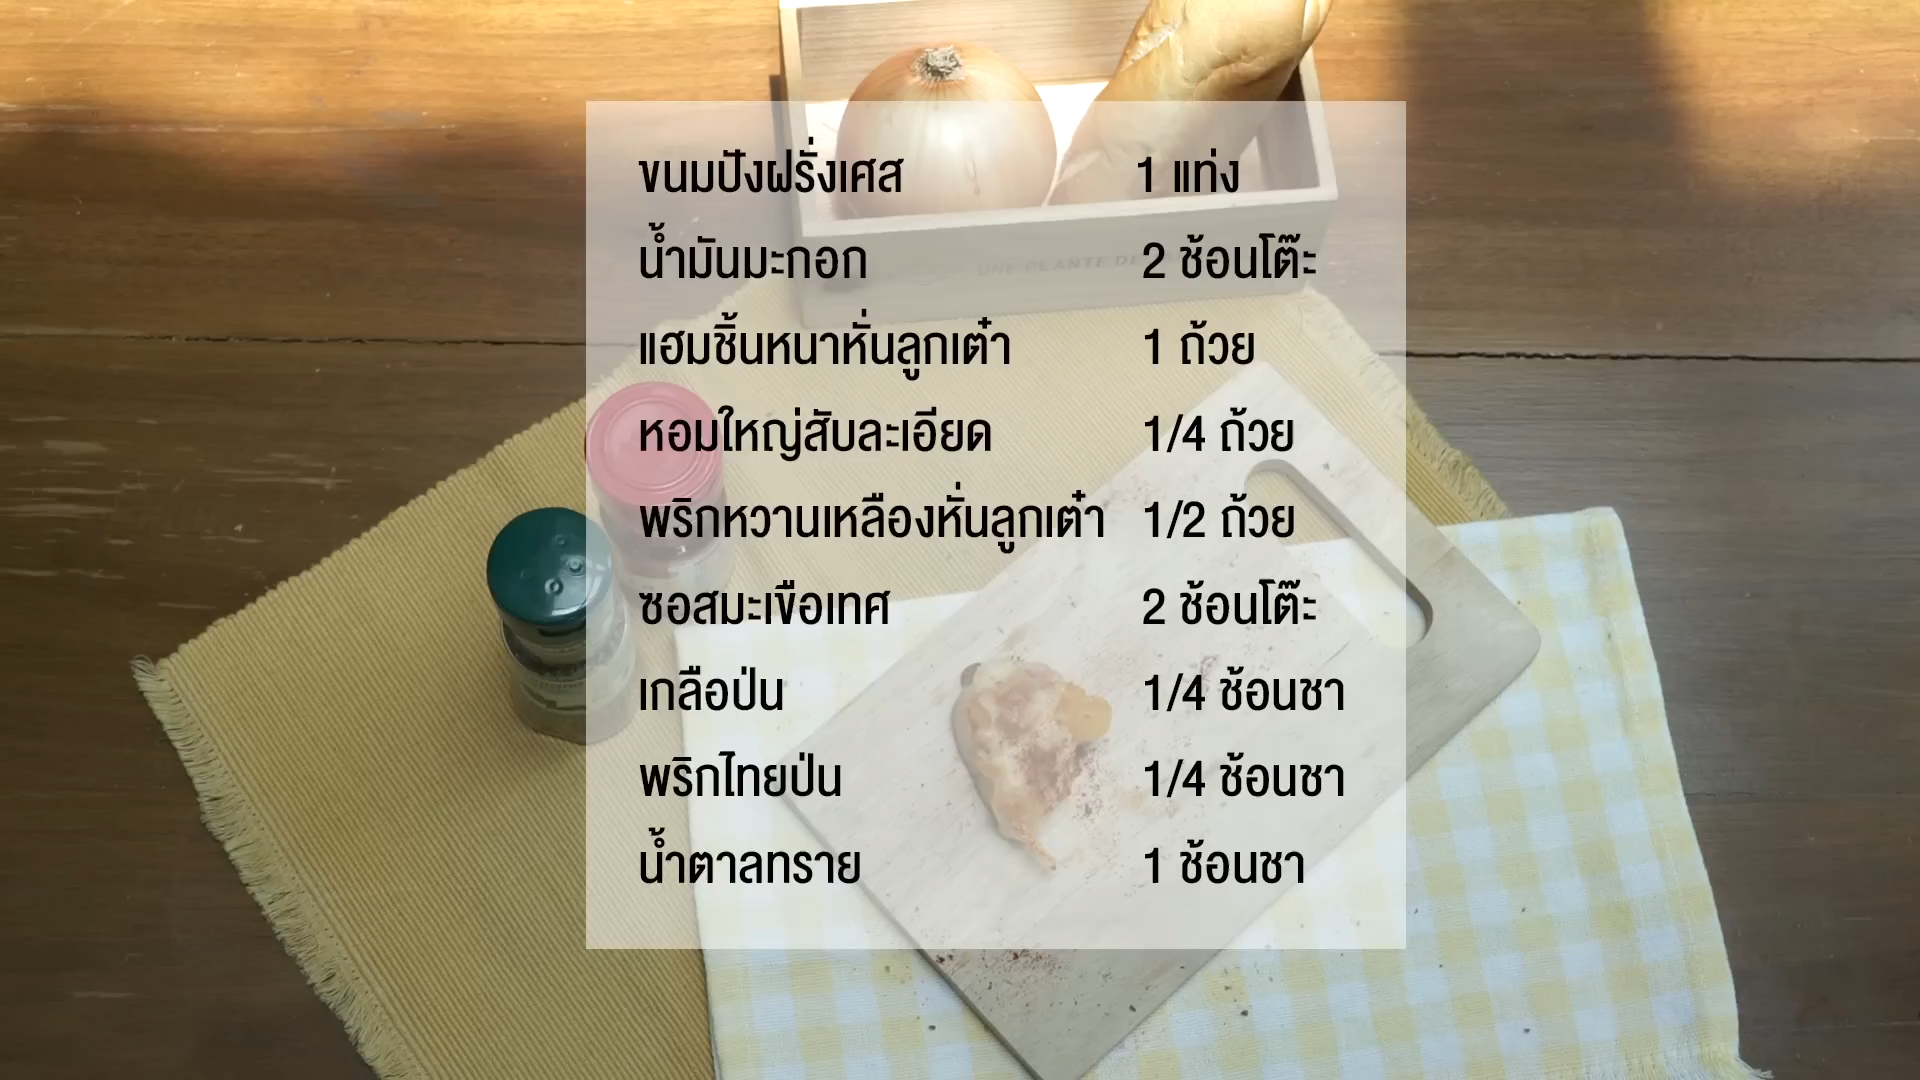 UNE PLANTE DE
ขนมปังฝรั่งเศส 1 แท่ง
น้ำมันมะกอก 2 ช้อนโต๊ะ
แฮมชิ้นหนาหั่นลูกเต๋า 1 ถ้วย
หอมใหญ่สับละเอียด 1/4 ถ้วย
พริกหวานเหลืองหั่นลูกเต๋า 1/2 ถ้วย
ซอสมะเขือเทศ 2 ช้อนโต๊ะ
เกลือป่น 1/4 ช้อนชา
พริกไทยป่น 1/4 ช้อนชา
น้ำตาลทราย 1 ช้อนชา